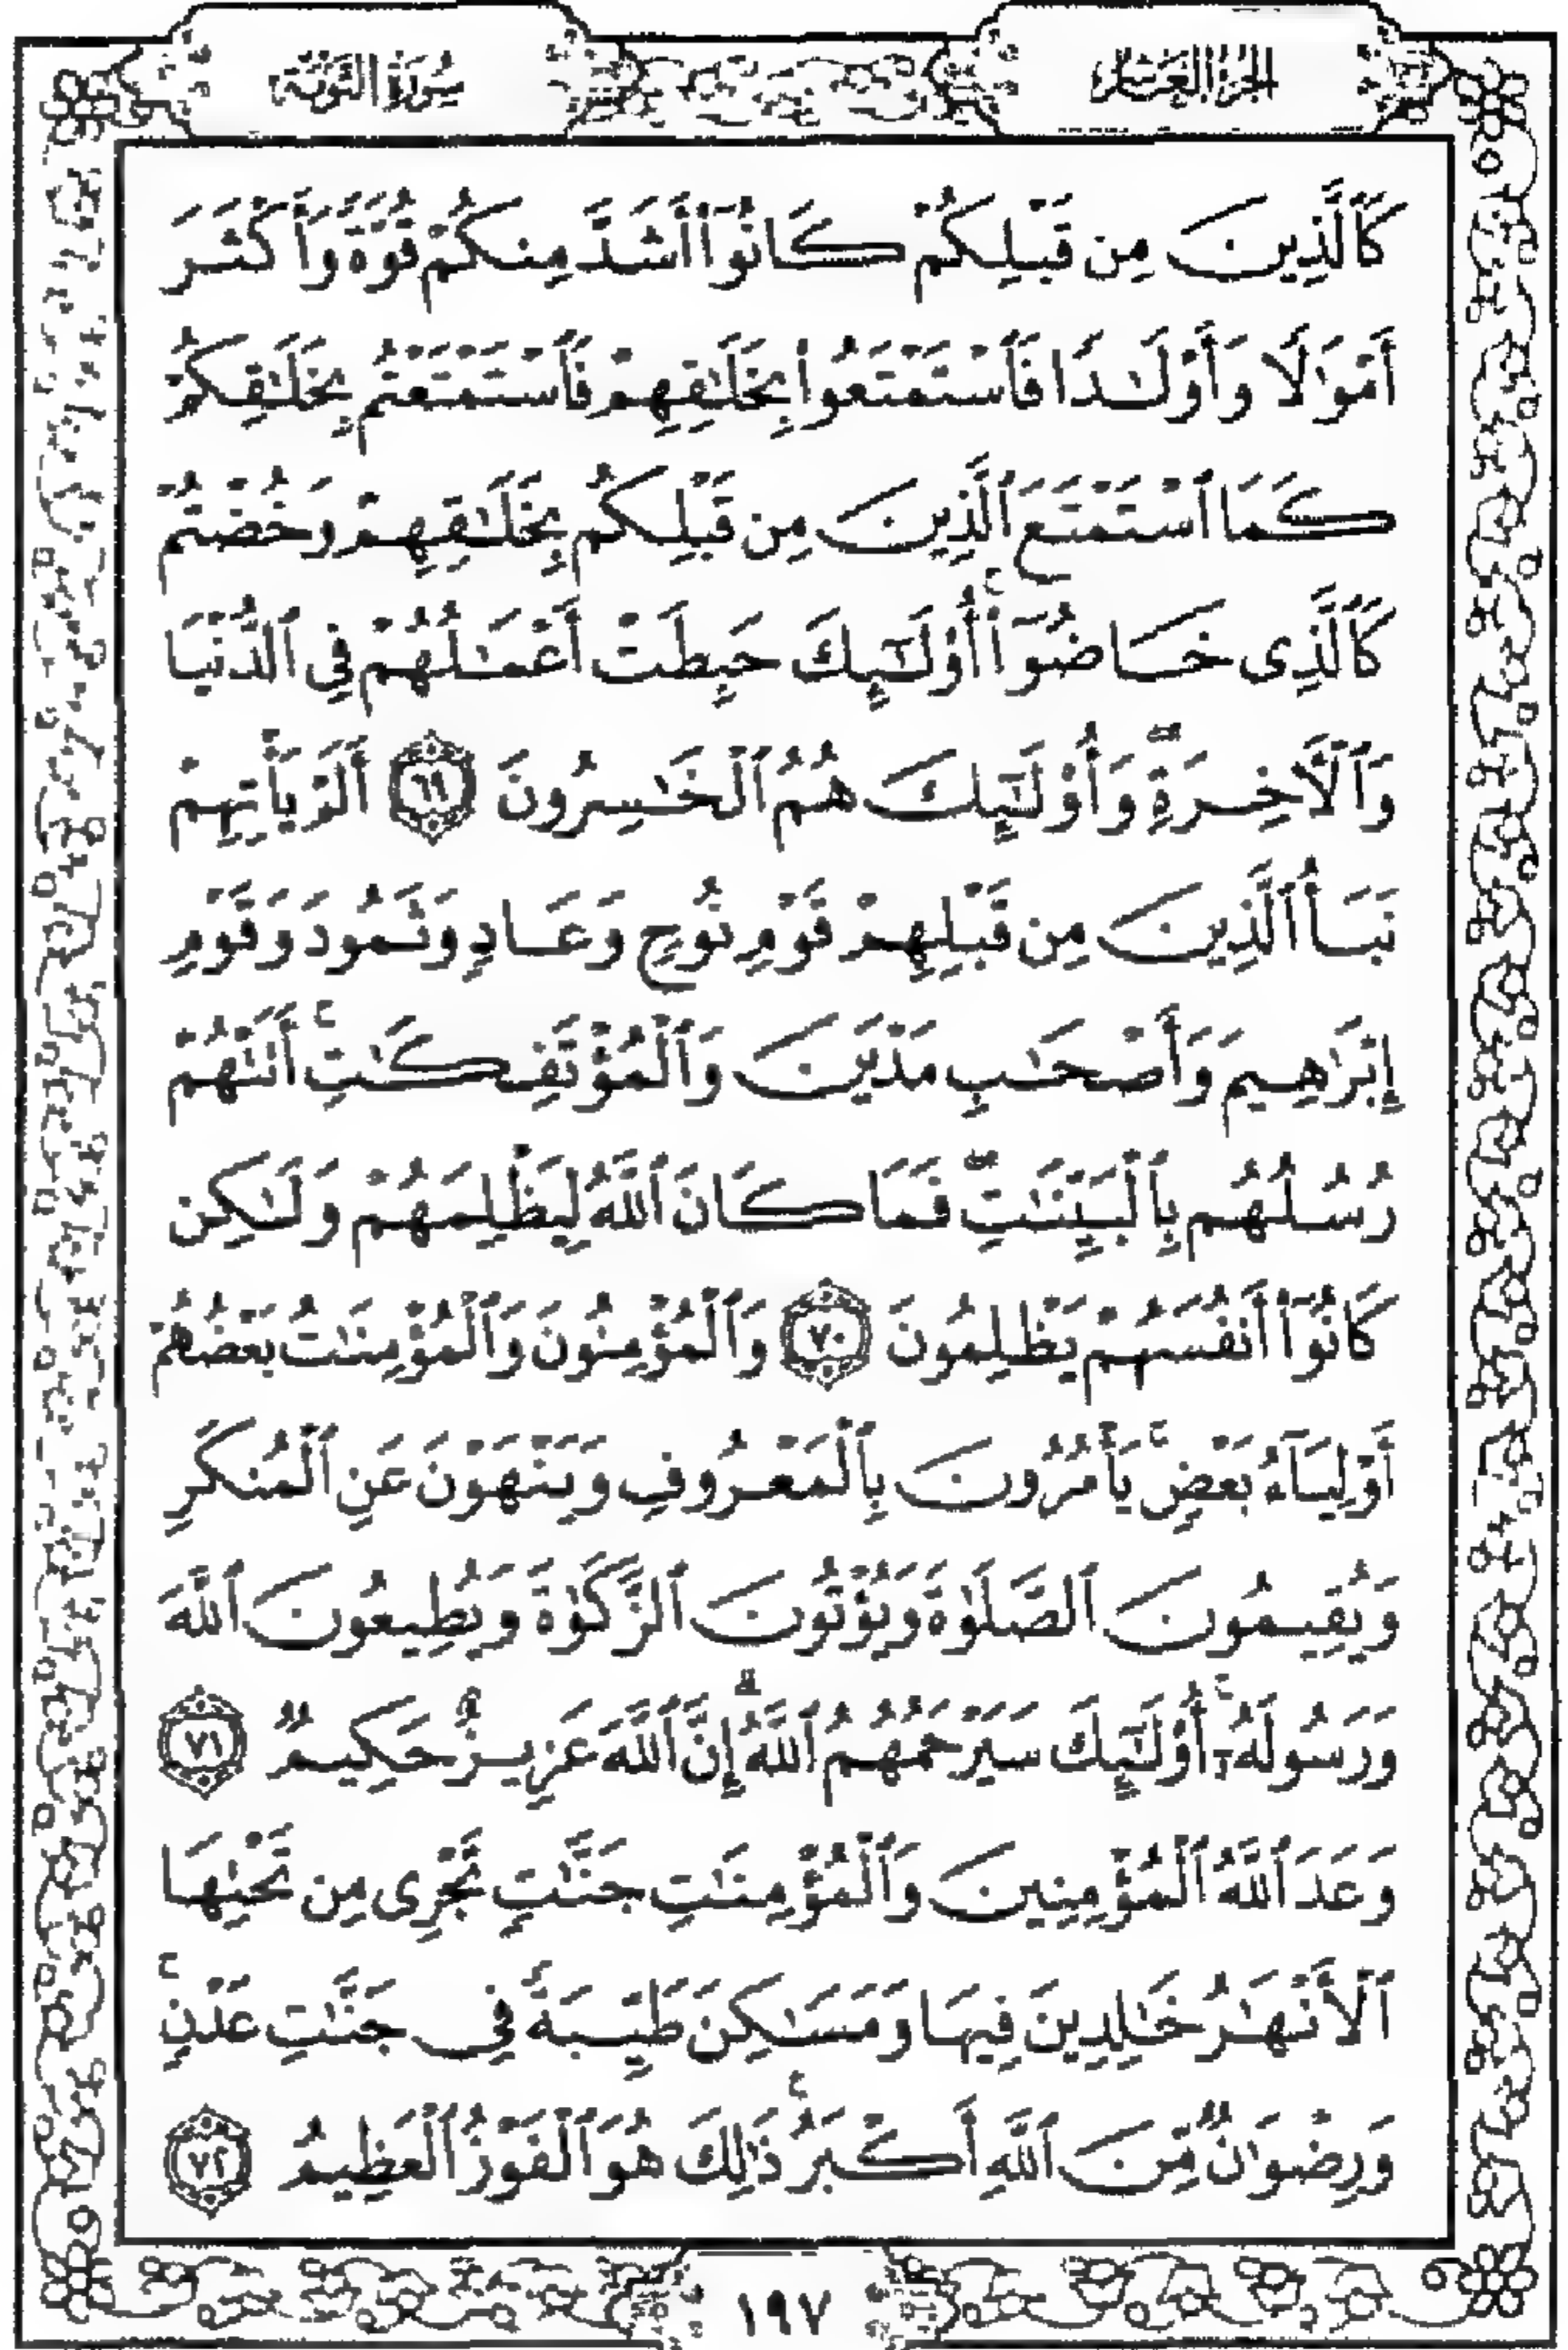 الجزء العاشر
سورة التوبة
كَٱلَّذِينَ مِن قَبْلِكُمْ كَانُوٓا۟ أَشَدَّ مِنكُمْ قُوَّةً وَأَكْثَرَ
أَمْوَٰلًا وَأَوْلَـٰدًا فَٱسْتَمْتَعُوا۟ بِخَلَـٰقِهِمْ فَٱسْتَمْتَعْتُم بِخَلَـٰقِكُمْ
كَمَا ٱسْتَمْتَعَ ٱلَّذِينَ مِن قَبْلِكُم بِخَلَـٰقِهِمْ وَخُضْتُمْ
كَٱلَّذِى خَاضُوٓا۟ ۚ أُو۟لَـٰٓئِكَ حَبِطَتْ أَعْمَـٰلُهُمْ فِى ٱلدُّنْيَا
وَٱلْـَٔاخِرَةِ ۖ وَأُو۟لَـٰٓئِكَ هُمُ ٱلْخَـٰسِرُونَ ٦٩ أَلَمْ يَأْتِهِمْ
نَبَأُ ٱلَّذِينَ مِن قَبْلِهِمْ قَوْمِ نُوحٍ وَعَادٍ وَثَمُودَ وَقَوْمِ
إِبْرَٰهِيمَ وَأَصْحَـٰبِ مَدْيَنَ وَٱلْمُؤْتَفِكَـٰتِ ۚ أَتَتْهُمْ
رُسُلُهُم بِٱلْبَيِّنَـٰتِ ۖ فَمَا كَانَ ٱللَّهُ لِيَظْلِمَهُمْ وَلَـٰكِن
كَانُوٓا۟ أَنفُسَهُمْ يَظْلِمُونَ ٧٠ وَٱلْمُؤْمِنُونَ وَٱلْمُؤْمِنَـٰتُ بَعْضُهُمْ
أَوْلِيَآءُ بَعْضٍ ۚ يَأْمُرُونَ بِٱلْمَعْرُوفِ وَيَنْهَوْنَ عَنِ ٱلْمُنكَرِ
وَيُقِيمُونَ ٱلصَّلَوٰةَ وَيُؤْتُونَ ٱلزَّكَوٰةَ وَيُطِيعُونَ ٱللَّهَ
وَرَسُولَهُۥٓ ۚ أُو۟لَـٰٓئِكَ سَيَرْحَمُهُمُ ٱللَّهُ ۗ إِنَّ ٱللَّهَ عَزِيزٌ حَكِيمٌ ٧١
وَعَدَ ٱللَّهُ ٱلْمُؤْمِنِينَ وَٱلْمُؤْمِنَـٰتِ جَنَّـٰتٍ تَجْرِى مِن تَحْتِهَا
ٱلْأَنْهَـٰرُ خَـٰلِدِينَ فِيهَا وَمَسَـٰكِنَ طَيِّبَةً فِى جَنَّـٰتِ عَدْنٍ ۚ
وَرِضْوَٰنٌ مِّنَ ٱللَّهِ أَكْبَرُ ۚ ذَٰلِكَ هُوَ ٱلْفَوْزُ ٱلْعَظِيمُ ٧٢
١٩٧